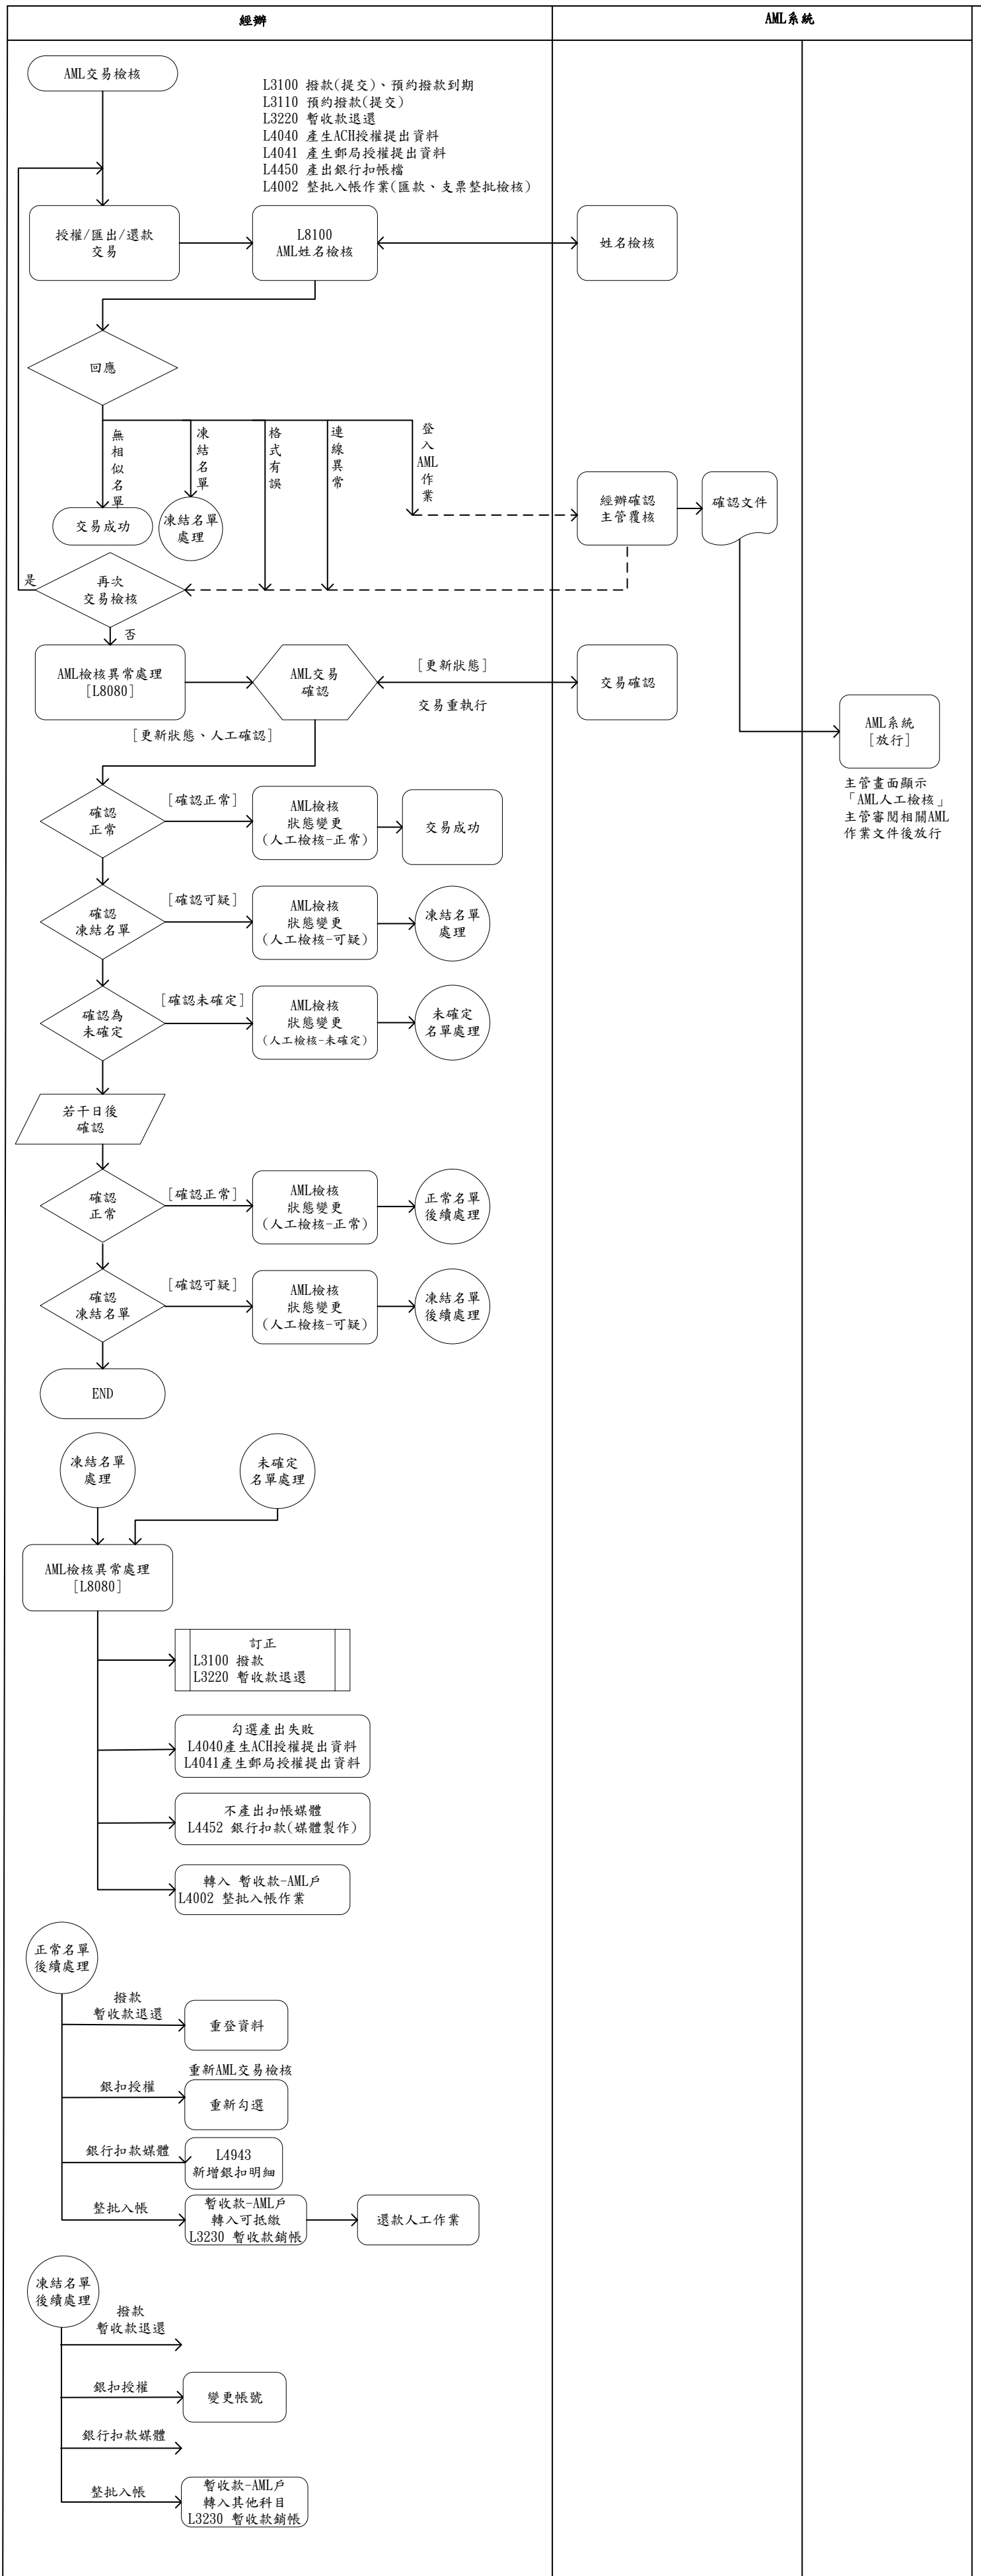 經辦
AML系統
AML交易檢核
L3100 撥款(提交)、預約撥款到期
L3110 預約撥款(提交)
L3220 暫收款退還
L4040 產生ACH授權提出資料
L4041 產生郵局授權提出資料
L4450 產出銀行扣帳檔
L4002 整批入帳作業(匯款、支票整批檢核)
授權/匯出/還款
交易
L8100
AML姓名檢核
姓名檢核
回應
無相似名單
凍結名單
格式有誤
連線異常
登入AML作業
交易成功
凍結名單
處理
經辦確認
主管覆核
確認文件
是
再次
交易檢核
否
AML檢核異常處理
[L8080]
AML交易
確認
[更新狀態]
交易重執行
交易確認
AML系統
[放行]
主管畫面顯示
「AML人工檢核」
主管審閱相關AML
作業文件後放行
[更新狀態、人工確認]
確認
正常
[確認正常]
AML檢核
狀態變更
(人工檢核-正常)
交易成功
確認
凍結名單
[確認可疑]
AML檢核
狀態變更
(人工檢核-可疑)
凍結名單
處理
確認為
未確定
[確認未確定]
AML檢核
狀態變更
(人工檢核-未確定)
未確定
名單處理
若干日後
確認
確認
正常
[確認正常]
AML檢核
狀態變更
(人工檢核-正常)
正常名單
後續處理
確認
凍結名單
[確認可疑]
AML檢核
狀態變更
(人工檢核-可疑)
凍結名單
後續處理
END
凍結名單
處理
未確定
名單處理
AML檢核異常處理
[L8080]
訂正
L3100 撥款
L3220 暫收款退還
勾選產出失敗
L4040產生ACH授權提出資料
L4041產生郵局授權提出資料
不產出扣帳媒體
L4452 銀行扣款(媒體製作)
轉入 暫收款-AML戶
L4002 整批入帳作業
正常名單
後續處理
撥款
暫收款退還
重登資料
重新AML交易檢核
銀扣授權
重新勾選
銀行扣款媒體
L4943
新增銀扣明細
整批入帳
暫收款-AML戶
轉入可抵繳
L3230 暫收款銷帳
還款人工作業
凍結名單
後續處理
撥款
暫收款退還
銀扣授權
變更帳號
銀行扣款媒體
整批入帳
暫收款-AML戶
轉入其他科目
L3230 暫收款銷帳